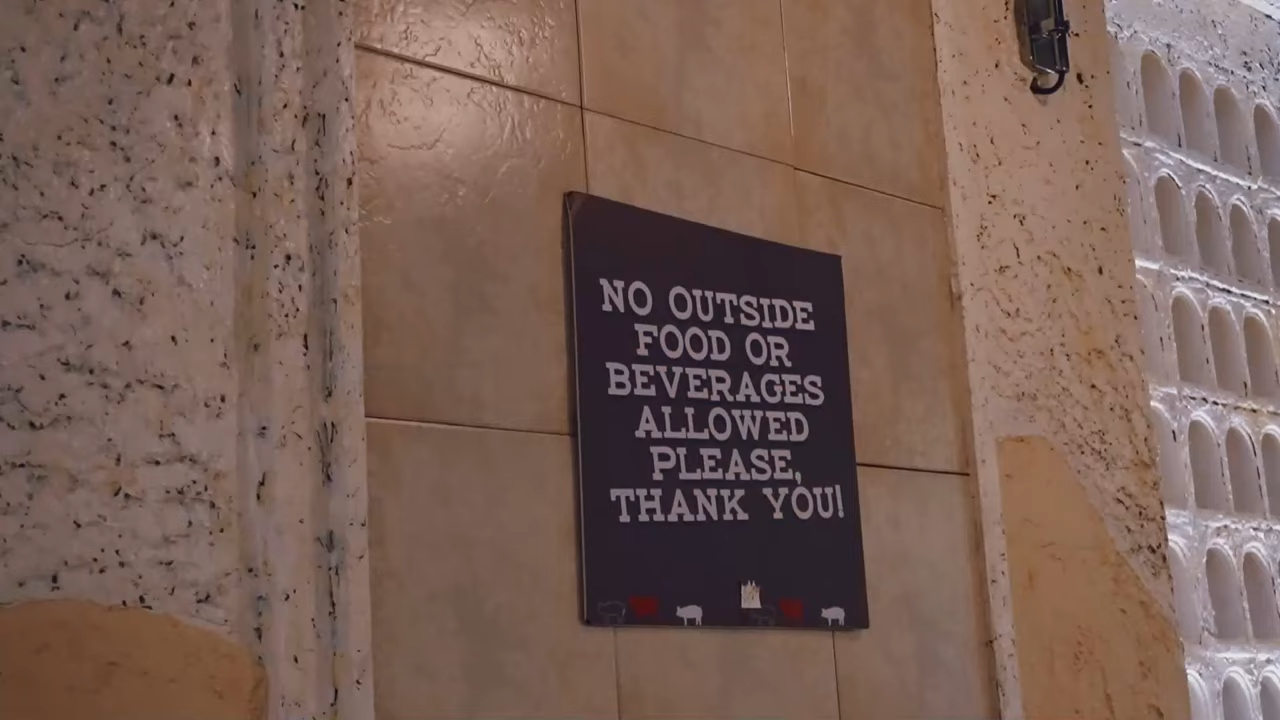 NO OUTSIDE
FOOD OR
BEVERAGES
ALLOWED
PLEASE,
THANK YOU!